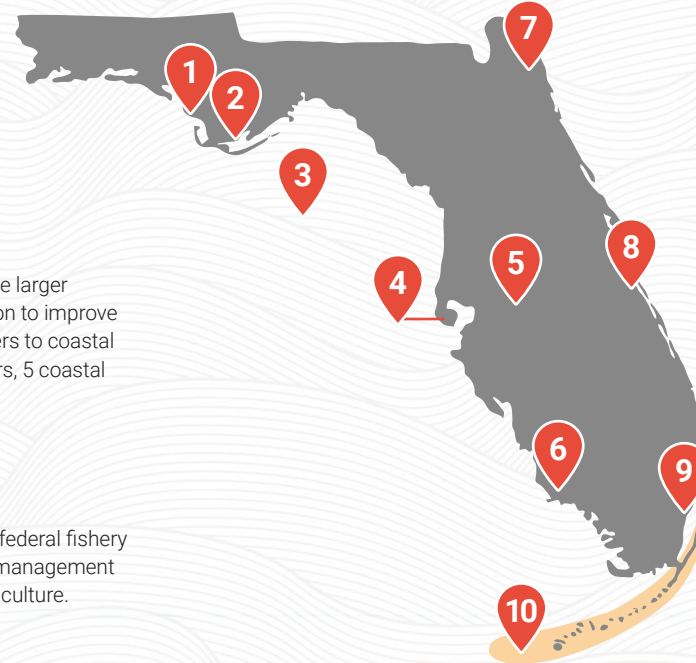 7
1
2
3
8
5
4
e larger
on to improve
ers to coastal
rs, 5 coastal
6
9
federal fishery
management
culture.
10